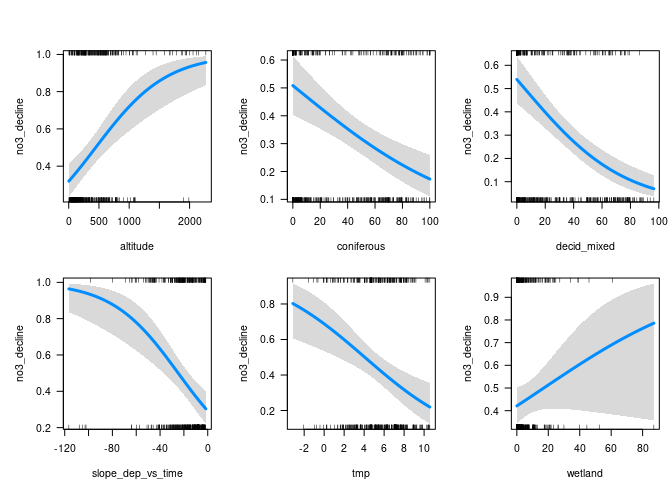 1.0
0.8
0.6
0.4
no3_decline
0 500 1000 2000
altitude
0.6
0.5
0.4
0.3
0.2
0.1
no3_decline
0 20 40 60 80 100
coniferous
0.6
0.5
0.4
0.3
0.2
0.1
no3_decline
0 20 40 60 80 100
decid_mixed
1.0
0.8
0.6
0.4
0.2
no3_decline
-120 -80 -60 -40 -20 0
slope_dep_vs_time
0.8
0.6
0.4
0.2
no3_decline
-2 0 2 4 6 8 10
tmp
0.9
0.8
0.7
0.6
0.5
0.4
no3_decline
0 20 40 60 80
wetland